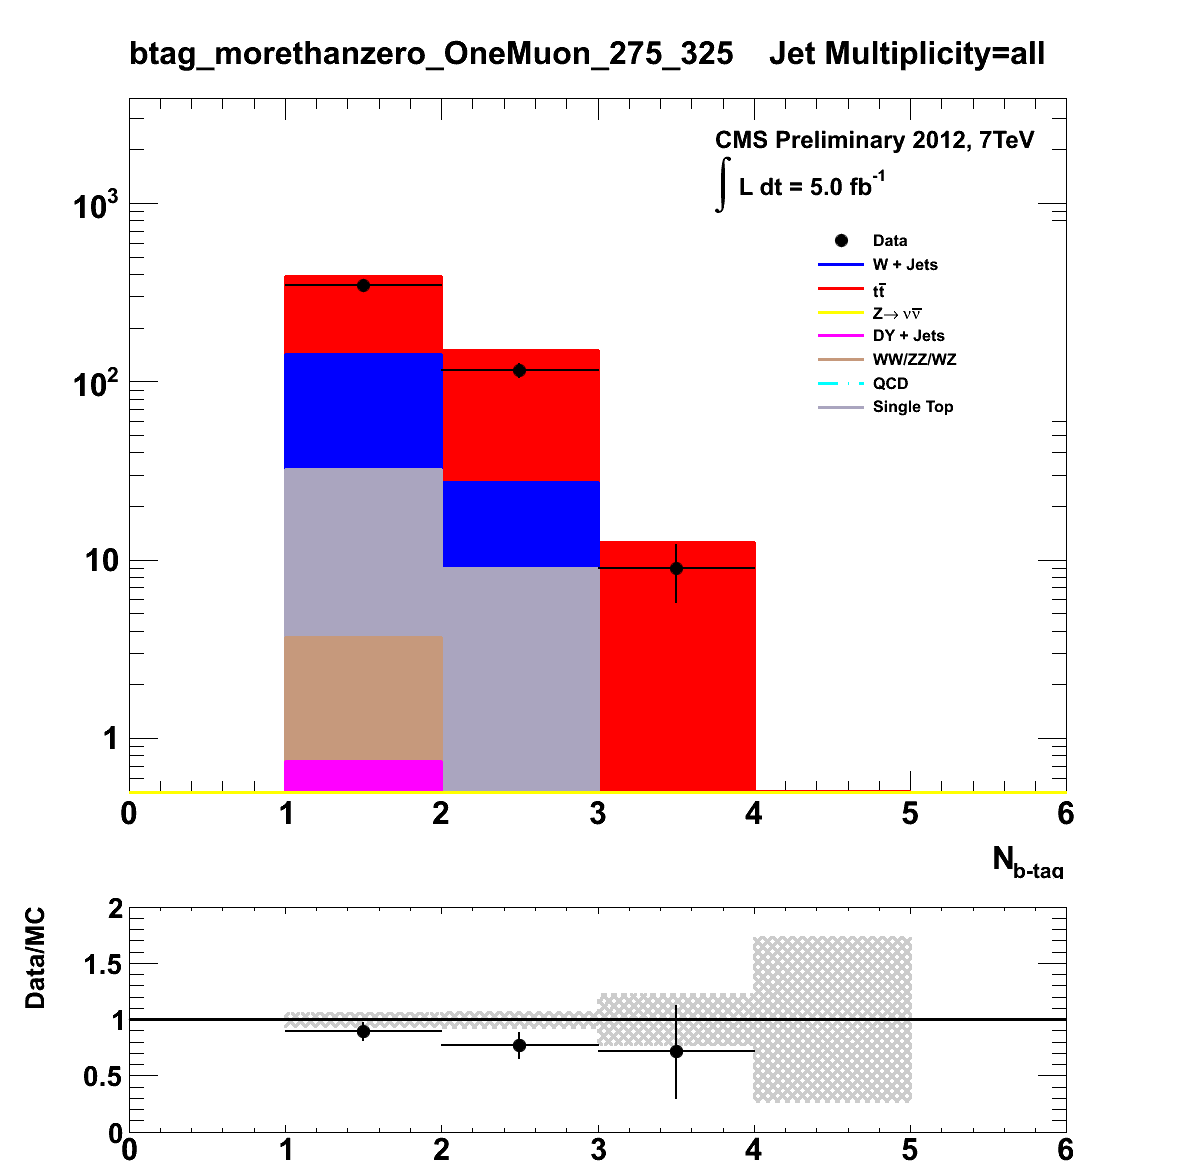 btag_morethanzero_OneMuon_275_325 Jet Multiplicity=all
CMS Preliminary 2012, 7TeV
∫ L dt = 5.0 fb⁻¹
Data
W + Jets
tt̅
Z→ νν̅
DY + Jets
WW/ZZ/WZ
QCD
Single Top
10³
10²
10
1
0 1 2 3 4 5 6
N_b-tag
Data/MC
2
1.5
1
0.5
0
0 1 2 3 4 5 6